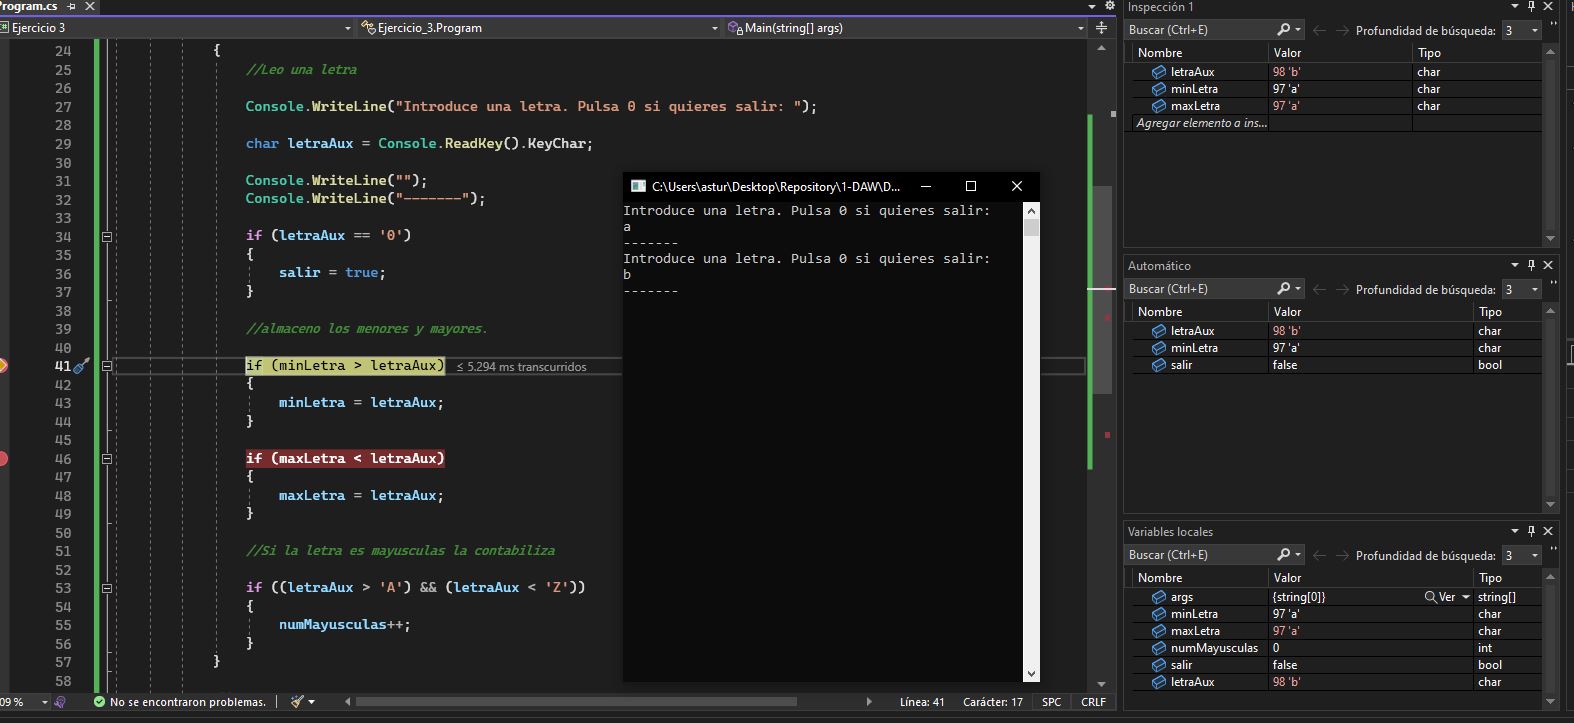 Program.cs
Ejercicio 3
Ejercicio_3.Program
Main(string[] args)
24 {
25 //Leo una letra
26
27 Console.WriteLine("Introduce una letra. Pulsa 0 si quieres salir: ");
28
29 char letraAux = Console.ReadKey().KeyChar;
30
31 Console.WriteLine("");
32 Console.WriteLine("-------");
33
34 if (letraAux == '0')
35 {
36 salir = true;
37 }
38
39 //almaceno los menores y mayores.
40
41 if (minLetra > letraAux) ≤ 5.294 ms transcurridos
42 {
43 minLetra = letraAux;
44 }
45
46 if (maxLetra < letraAux)
47 {
48 maxLetra = letraAux;
49 }
50
51 //Si la letra es mayusculas la contabiliza
52
53 if ((letraAux > 'A') && (letraAux < 'Z'))
54 {
55 numMayusculas++;
56 }
57 }
58
09 %
No se encontraron problemas.
Línea: 41
Carácter: 17
SPC
CRLF
C:\Users\astur\Desktop\Repository\1-DAW\D...
Introduce una letra. Pulsa 0 si quieres salir:
a
-------
Introduce una letra. Pulsa 0 si quieres salir:
b
-------
Inspección 1
Buscar (Ctrl+E) Profundidad de búsqueda: 3
Nombre Valor Tipo
letraAux 98 'b' char
minLetra 97 'a' char
maxLetra 97 'a' char
Agregar elemento a ins...
Automático
Buscar (Ctrl+E) Profundidad de búsqueda: 3
Nombre Valor Tipo
letraAux 98 'b' char
minLetra 97 'a' char
salir false bool
Variables locales
Buscar (Ctrl+E) Profundidad de búsqueda: 3
Nombre Valor Tipo
args {string[0]} Ver string[]
minLetra 97 'a' char
maxLetra 97 'a' char
numMayusculas 0 int
salir false bool
letraAux 98 'b' char